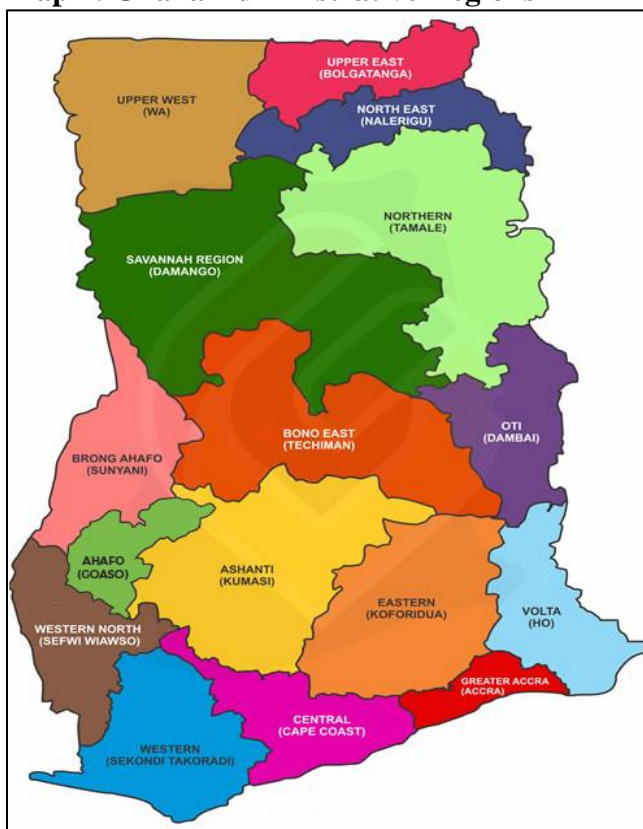 UPPER EAST
(BOLGATANGA)
UPPER WEST
(WA)
NORTH EAST
(NALERIGU)
NORTHERN
(TAMALE)
SAVANNAH REGION
(DAMANGO)
OTI
(DAMBAI)
BONO EAST
(TECHIMAN)
BRONG AHAFO
(SUNYANI)
AHAFO
(GOASO)
ASHANTI
(KUMASI)
EASTERN
(KOFORIDUA)
VOLTA
(HO)
WESTERN NORTH
(SEFWI WIAWSO)
GREATER ACCRA
(ACCRA)
CENTRAL
(CAPE COAST)
WESTERN
(SEKONDI TAKORADI)